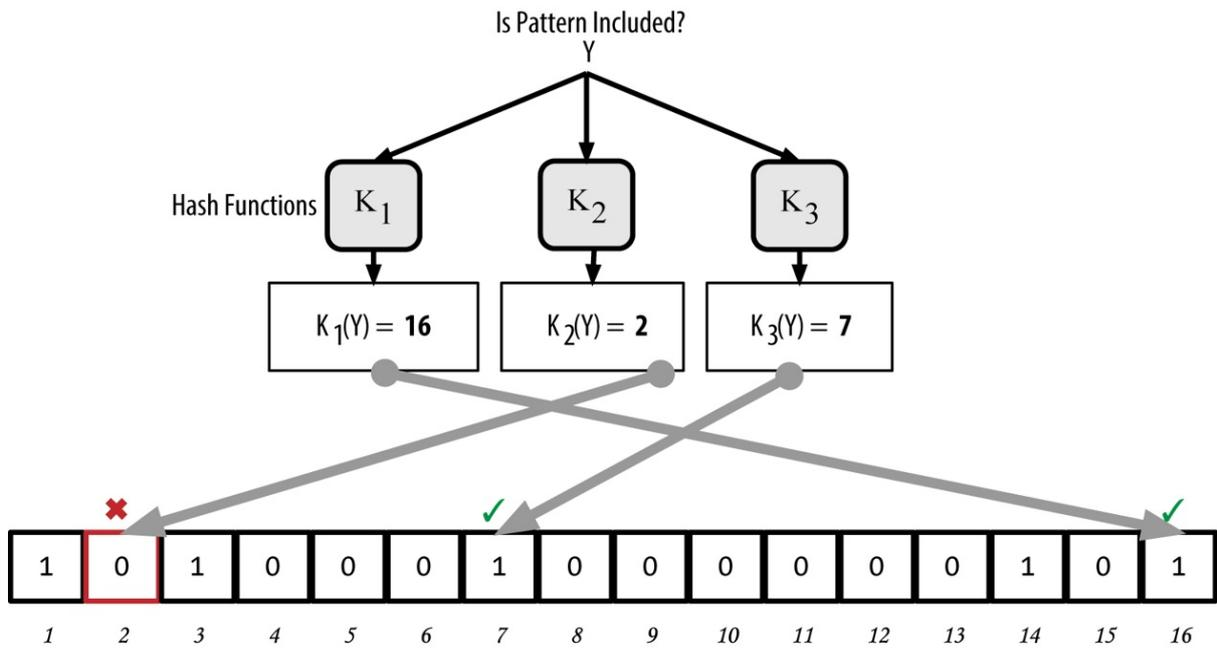 Is Pattern Included?
Y
Hash Functions K1 K2 K3
K1(Y) = 16 K2(Y) = 2 K3(Y) = 7
✖ ✓ ✓
1 0 1 0 0 0 1 0 0 0 0 0 0 1 0 1
1 2 3 4 5 6 7 8 9 10 11 12 13 14 15 16